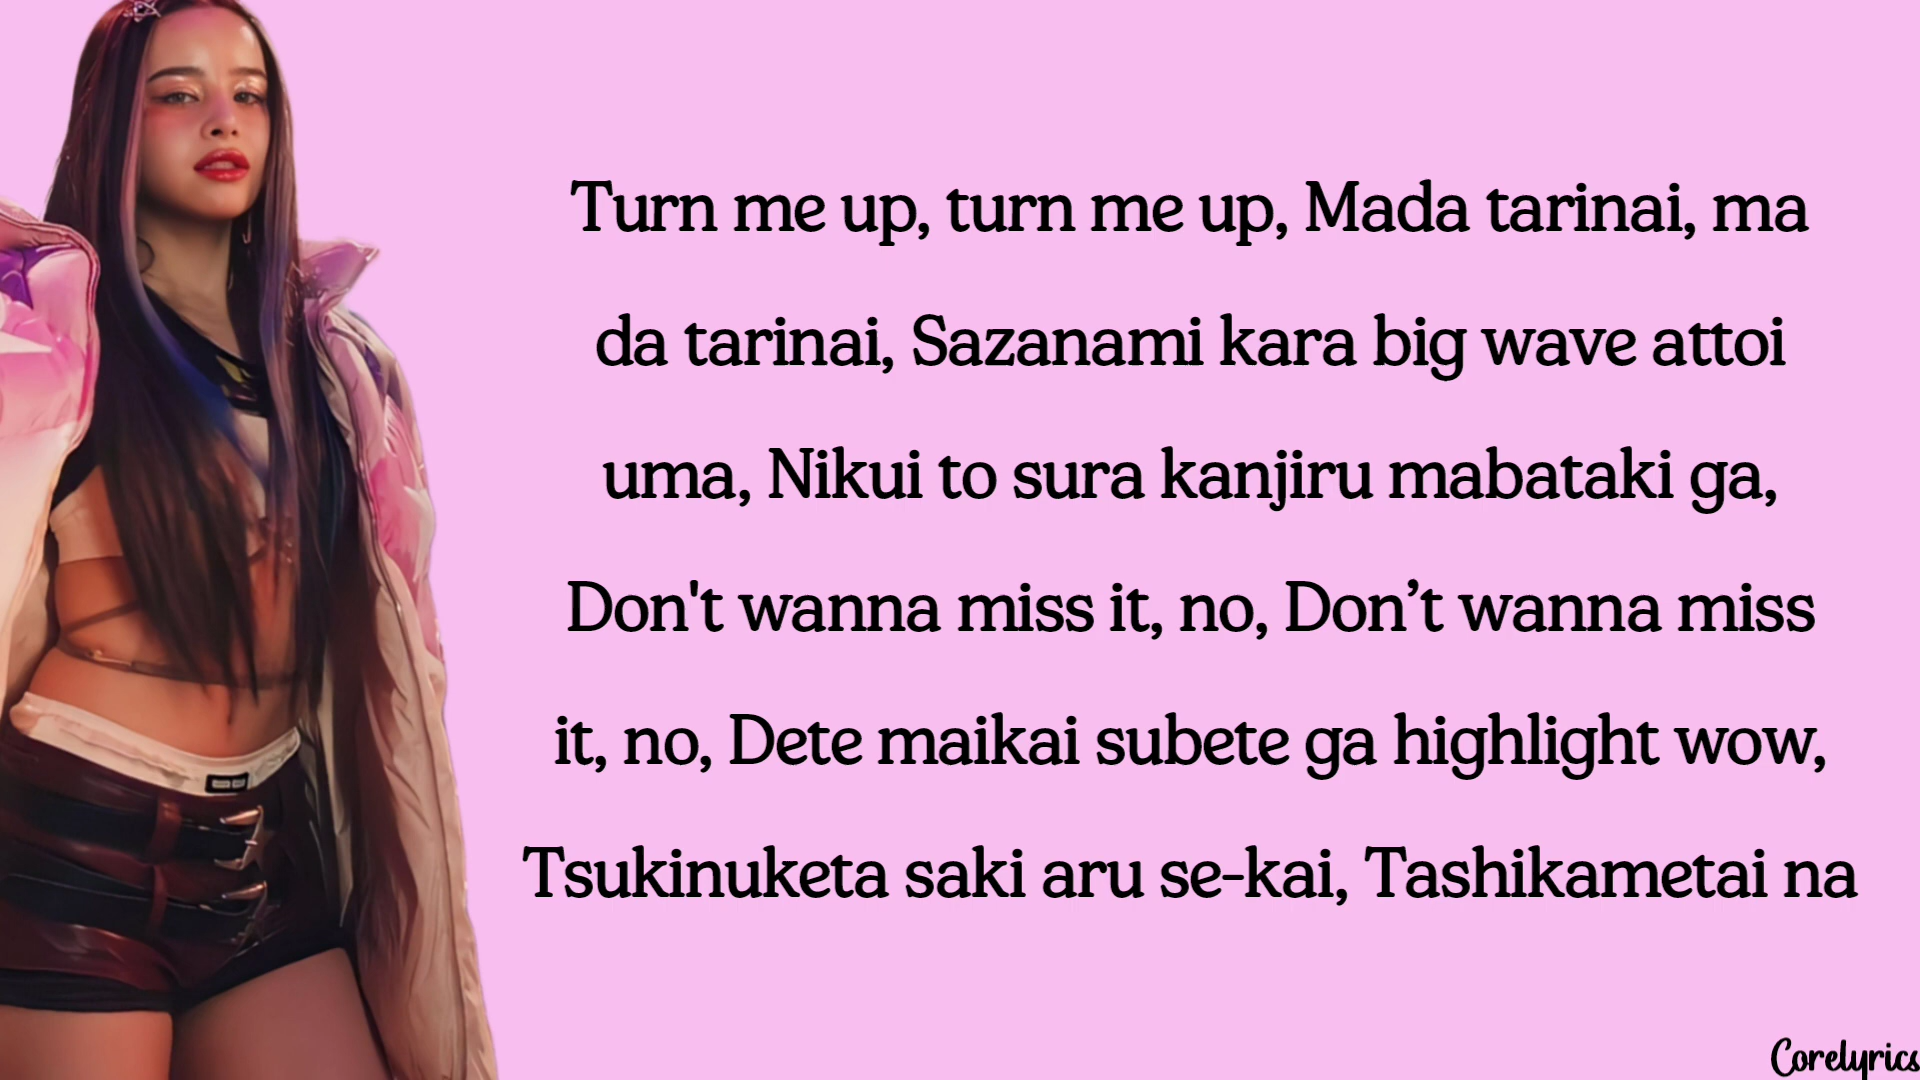 Turn me up, turn me up, Mada tarinai, ma
da tarinai, Sazanami kara big wave attoi
uma, Nikui to sura kanjiru mabataki ga,
Don't wanna miss it, no, Don’t wanna miss
it, no, Dete maikai subete ga highlight wow,
Tsukinuketa saki aru se-kai, Tashikametai na
Corelyrics